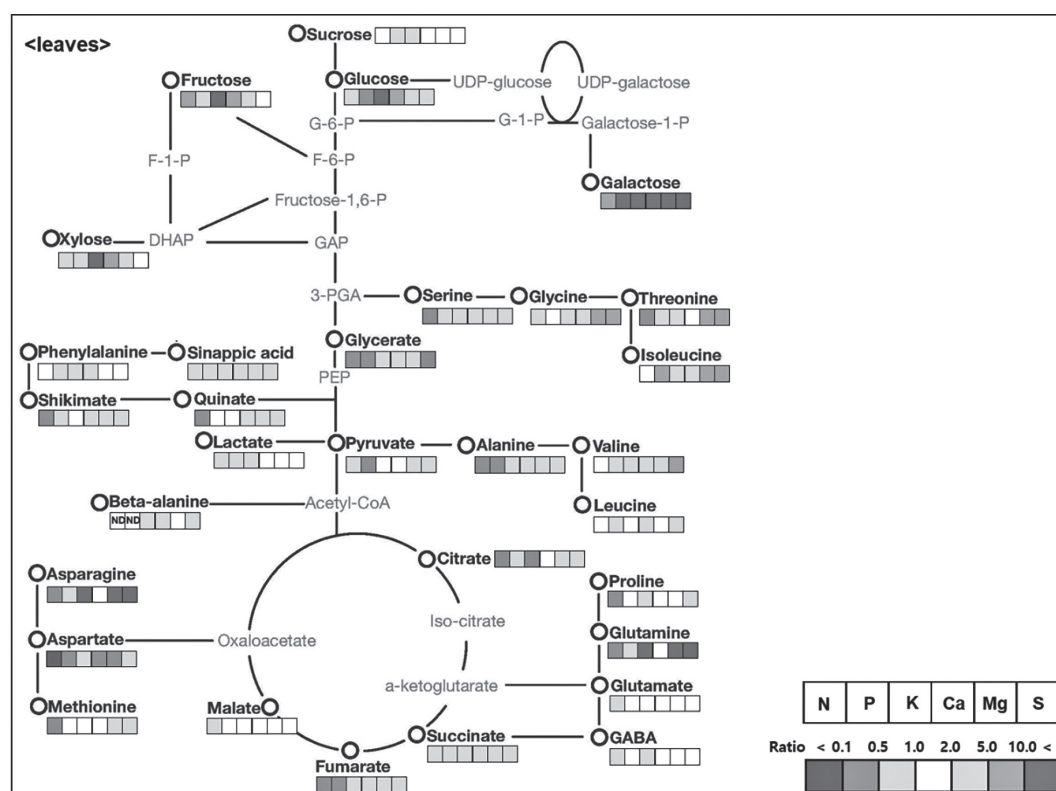 <leaves>
Sucrose
Fructose
Glucose
UDP-glucose
UDP-galactose
G-6-P
G-1-P
Galactose-1-P
F-1-P
F-6-P
Galactose
Fructose-1,6-P
Xylose
DHAP
GAP
3-PGA
Serine
Glycine
Threonine
Glycerate
Phenylalanine
Sinappic acid
Isoleucine
PEP
Shikimate
Quinate
Lactate
Pyruvate
Alanine
Valine
Beta-alanine
Acetyl-CoA
Leucine
ND ND
Citrate
Asparagine
Proline
Iso-citrate
Aspartate
Oxaloacetate
Glutamine
a-ketoglutarate
Glutamate
Methionine
Malate
Succinate
GABA
Fumarate
N P K Ca Mg S
Ratio < 0.1 0.5 1.0 2.0 5.0 10.0 <